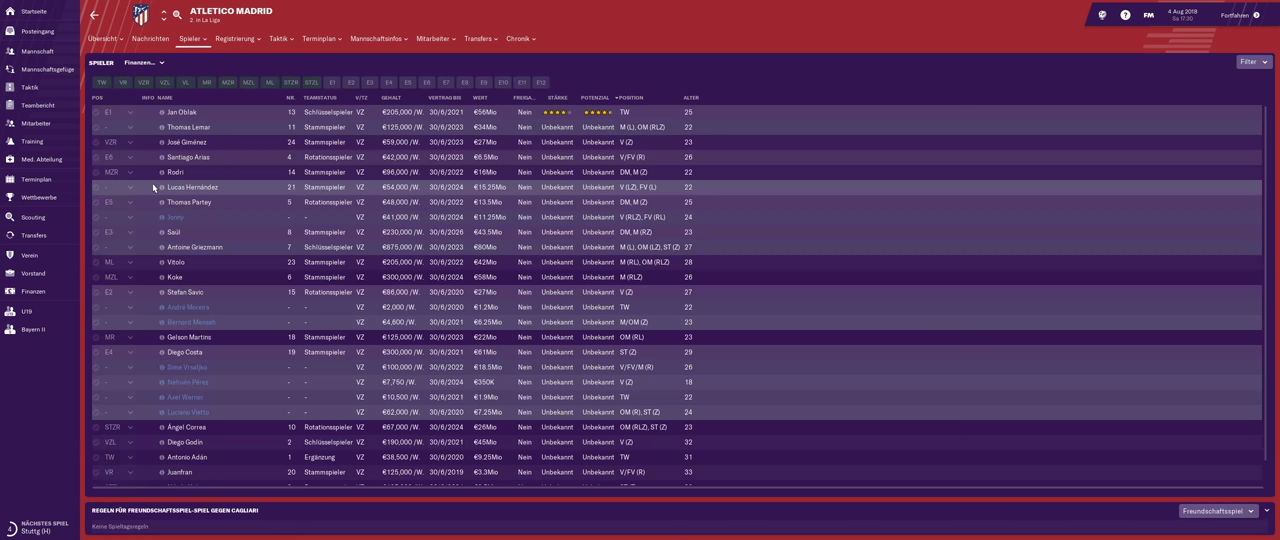 Startseite
Posteingang
Mannschaft
Mannschaftsgefüge
Taktik
Teambericht
Mitarbeiter
Training
Med. Abteilung
Terminplan
Wettbewerbe
Scouting
Transfers
Verein
Vorstand
Finanzen
U19
Bayern II
4 NÄCHSTES SPIEL
Stuttg (H)
ATLETICO MADRID
2. in La Liga
? FM 4 Aug 2018
Sa 17:30
Fortfahren
Übersicht Nachrichten Spieler Registrierung Taktik Terminplan Mannschaftsinfos Mitarbeiter Transfers Chronik
SPIELER Finanzen... Filter
TW VR VZR VZL VL MR MZR MZL ML STZR STZL E1 E2 E3 E4 E5 E6 E7 E8 E9 E10 E11 E12
POS INFO NAME NR. TEAMSTATUS V/TZ GEHALT VERTRAG BIS WERT FREIGA... STÄRKE POTENZIAL POSITION ALTER
E1 Jan Oblak 13 Schlüsselspieler VZ €205,000 /W. 30/6/2021 €56Mio Nein TW 25
- Thomas Lemar 11 Stammspieler VZ €125,000 /W. 30/6/2023 €34Mio Nein Unbekannt Unbekannt M (L), OM (RLZ) 22
VZR José Giménez 24 Stammspieler VZ €59,000 /W. 30/6/2023 €27Mio Nein Unbekannt Unbekannt V (Z) 23
E6 Santiago Arias 4 Rotationsspieler VZ €42,000 /W. 30/6/2023 €6.5Mio Nein Unbekannt Unbekannt V/FV (R) 26
MZR Rodri 14 Stammspieler VZ €96,000 /W. 30/6/2022 €16Mio Nein Unbekannt Unbekannt DM, M (Z) 22
- Lucas Hernández 21 Stammspieler VZ €54,000 /W. 30/6/2024 €15.25Mio Nein Unbekannt Unbekannt V (LZ), FV (L) 22
E5 Thomas Partey 5 Rotationsspieler VZ €48,000 /W. 30/6/2022 €13.5Mio Nein Unbekannt Unbekannt DM, M (Z) 25
- Jonny - - VZ €41,000 /W. 30/6/2024 €11.25Mio Nein Unbekannt Unbekannt V (RLZ), FV (RL) 24
E3 Saúl 8 Stammspieler VZ €230,000 /W. 30/6/2026 €43.5Mio Nein Unbekannt Unbekannt DM, M (RZ) 23
- Antoine Griezmann 7 Schlüsselspieler VZ €875,000 /W. 30/6/2023 €80Mio Nein Unbekannt Unbekannt M (L), OM (LZ), ST (Z) 27
ML Vitolo 23 Stammspieler VZ €205,000 /W. 30/6/2022 €42Mio Nein Unbekannt Unbekannt M (RL), OM (RLZ) 28
MZL Koke 6 Stammspieler VZ €300,000 /W. 30/6/2024 €58Mio Nein Unbekannt Unbekannt M (RLZ) 26
E2 Stefan Savic 15 Rotationsspieler VZ €86,000 /W. 30/6/2020 €27Mio Nein Unbekannt Unbekannt V (Z) 27
- André Moreira - - VZ €2,000 /W. 30/6/2020 €1.2Mio Nein Unbekannt Unbekannt TW 22
- Bernard Mensah - - VZ €4,600 /W. 30/6/2021 €6.25Mio Nein Unbekannt Unbekannt M/OM (Z) 23
MR Gelson Martins 18 Stammspieler VZ €125,000 /W. 30/6/2023 €22Mio Nein Unbekannt Unbekannt OM (RL) 23
E4 Diego Costa 19 Stammspieler VZ €300,000 /W. 30/6/2021 €61Mio Nein Unbekannt Unbekannt ST (Z) 29
- Sime Vrsaljko - - VZ €100,000 /W. 30/6/2022 €18.5Mio Nein Unbekannt Unbekannt V/FV/M (R) 26
- Nehuén Pérez - - VZ €7,750 /W. 30/6/2024 €350K Nein Unbekannt Unbekannt V (Z) 18
- Axel Werner - - VZ €10,500 /W. 30/6/2021 €1.9Mio Nein Unbekannt Unbekannt TW 22
- Luciano Vietto - - VZ €62,000 /W. 30/6/2020 €7.25Mio Nein Unbekannt Unbekannt OM (R), ST (Z) 24
STZR Ángel Correa 10 Rotationsspieler VZ €67,000 /W. 30/6/2024 €26Mio Nein Unbekannt Unbekannt OM (RLZ), ST (Z) 23
VZL Diego Godín 2 Schlüsselspieler VZ €190,000 /W. 30/6/2021 €45Mio Nein Unbekannt Unbekannt V (Z) 32
TW Antonio Adán 1 Ergänzung VZ €38,500 /W. 30/6/2020 €9.25Mio Nein Unbekannt Unbekannt TW 31
VR Juanfran 20 Stammspieler VZ €125,000 /W. 30/6/2019 €3.3Mio Nein Unbekannt Unbekannt V/FV (R) 33
REGELN FÜR FREUNDSCHAFTSSPIEL-SPIEL GEGEN CAGLIARI Freundschaftsspiel
Keine Spieltagsregeln.